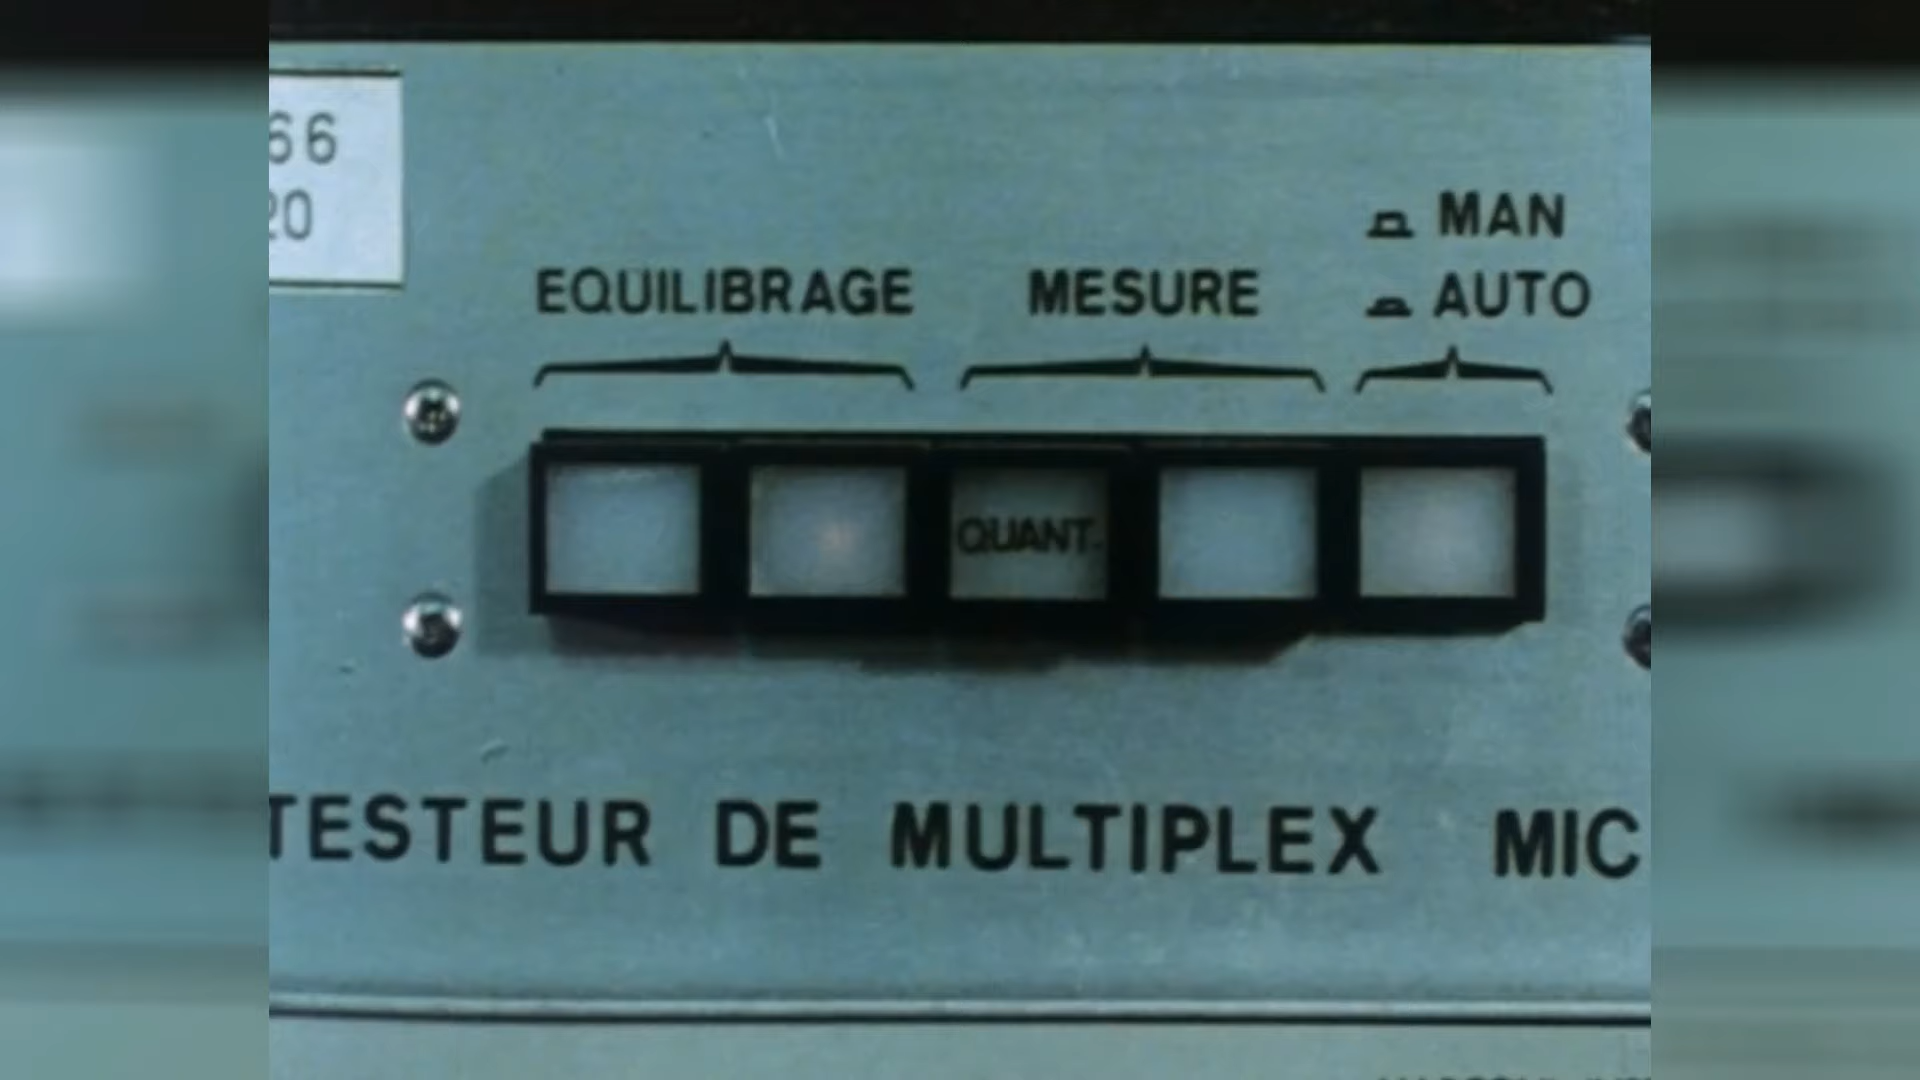 66
20
MAN
EQUILIBRAGE MESURE AUTO
QUANT.
TESTEUR DE MULTIPLEX MIC